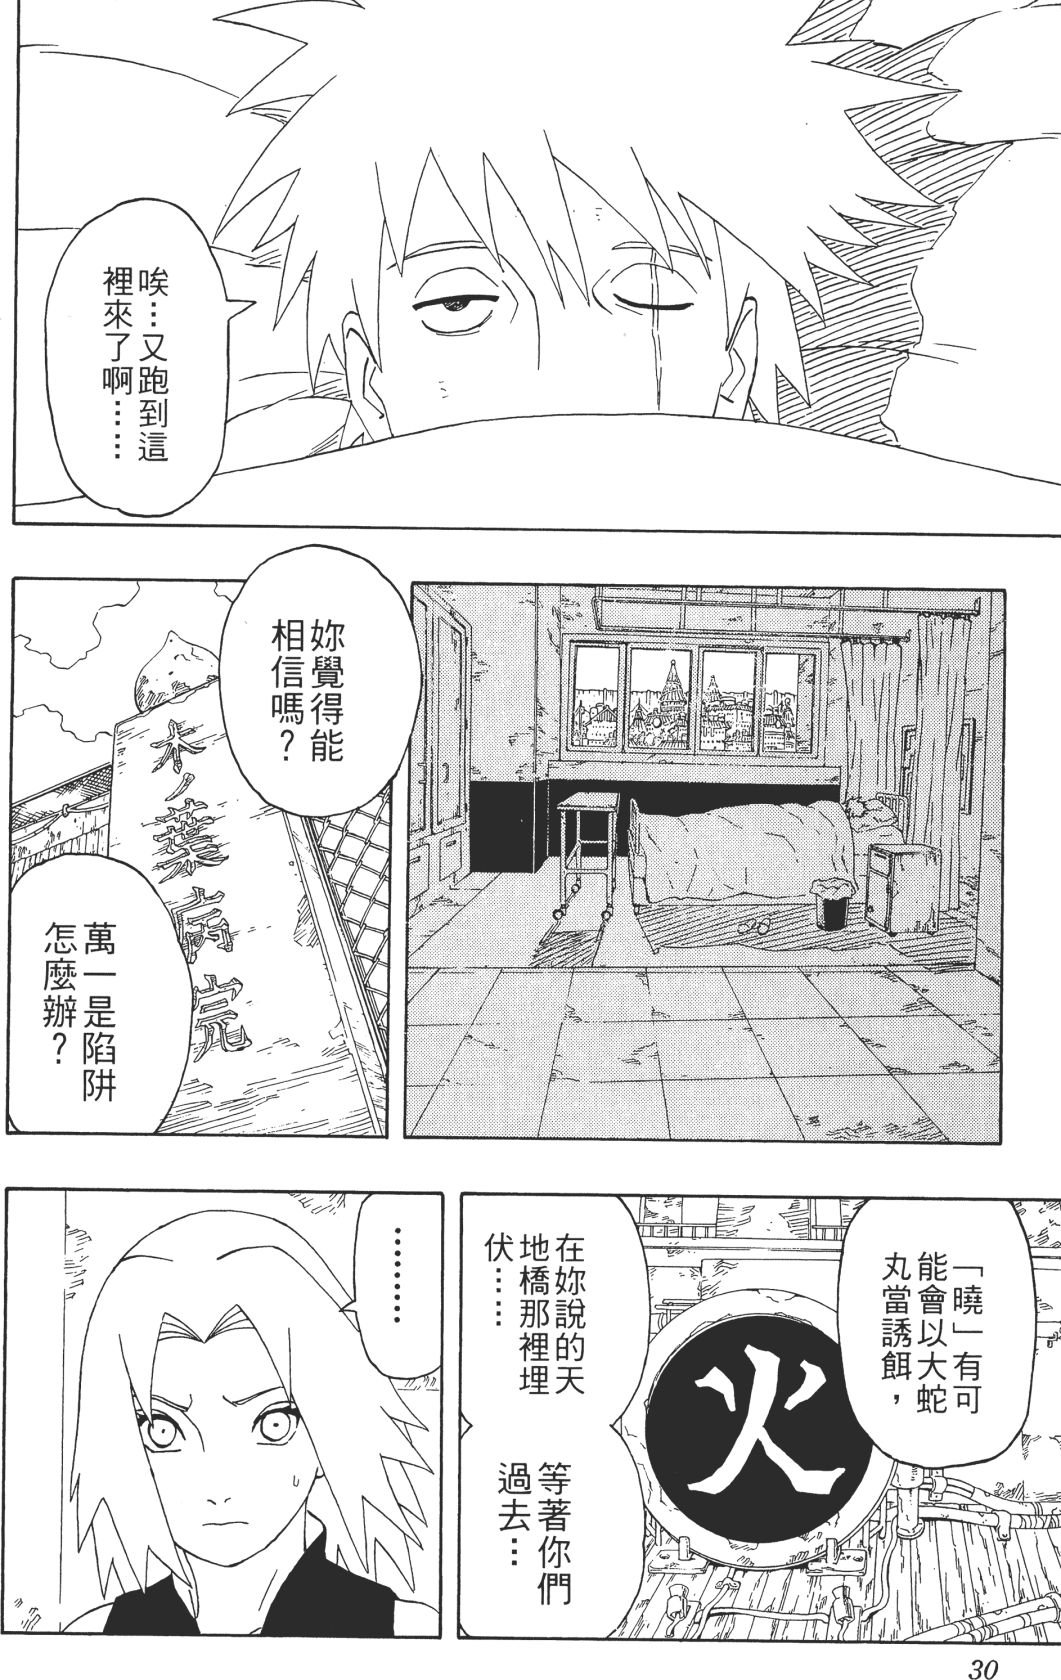 唉…又跑到這
裡來了啊……
妳覺得能
相信嗎？
木ノ葉病院
萬一是陷阱
怎麼辦？
「曉」有可
能會以大蛇
丸當誘餌，
火
在妳說的天
地橋那裡埋
伏……
等著你們
過去…
………
30